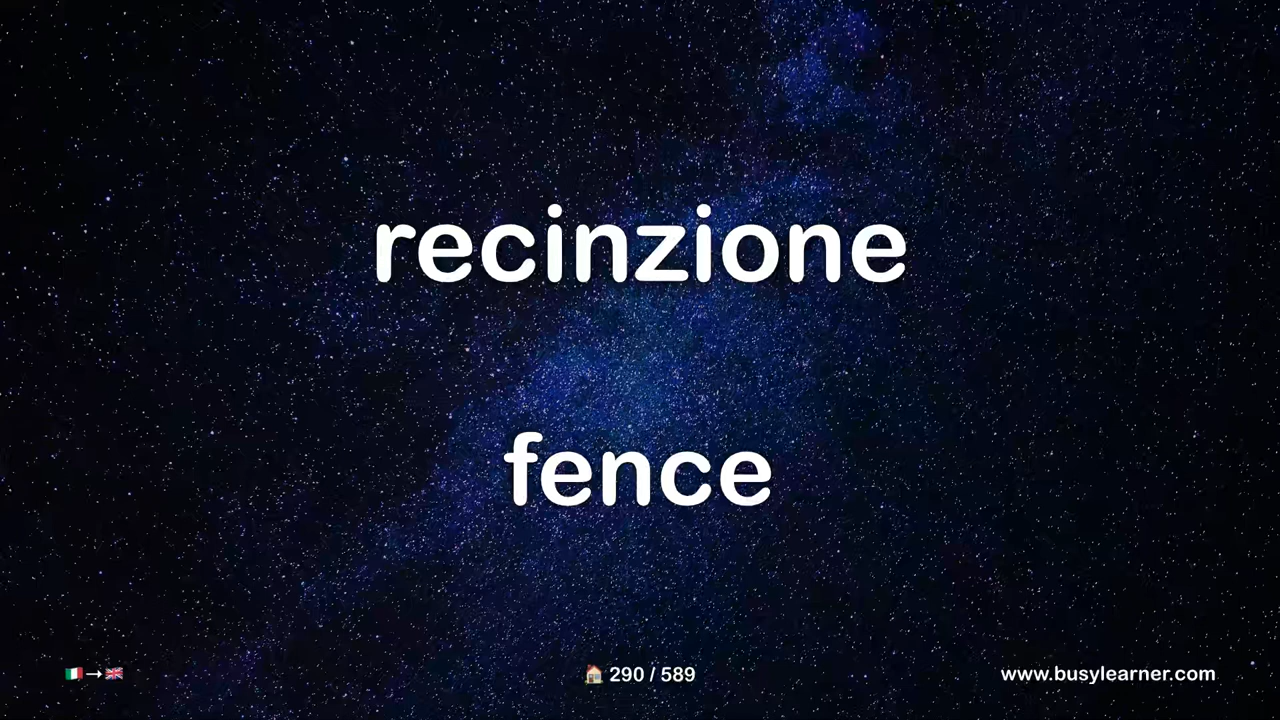 recinzione
fence
🇮🇹→🇬🇧
🏠 290 / 589
www.busylearner.com